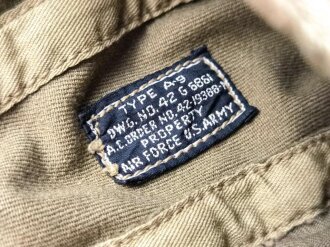 TYPE A-9
DWG. NO. 42 G 6861
A.C. ORDER NO. 42-19388-M
PROPERTY
AIR FORCE U.S. ARMY